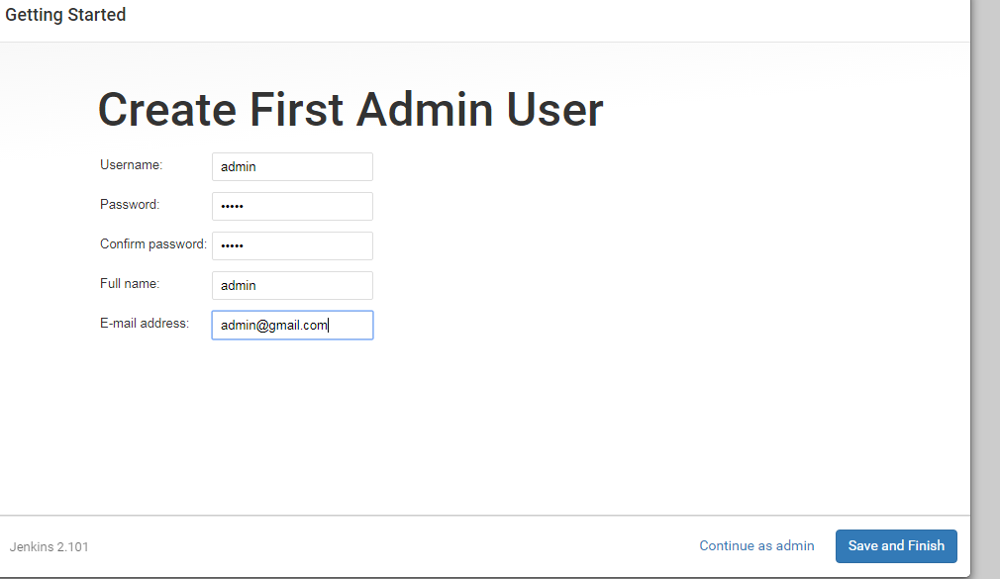 Getting Started
Create First Admin User
Username: admin
Password: •••••
Confirm password: •••••
Full name: admin
E-mail address: admin@gmail.com
Jenkins 2.101 Continue as admin Save and Finish